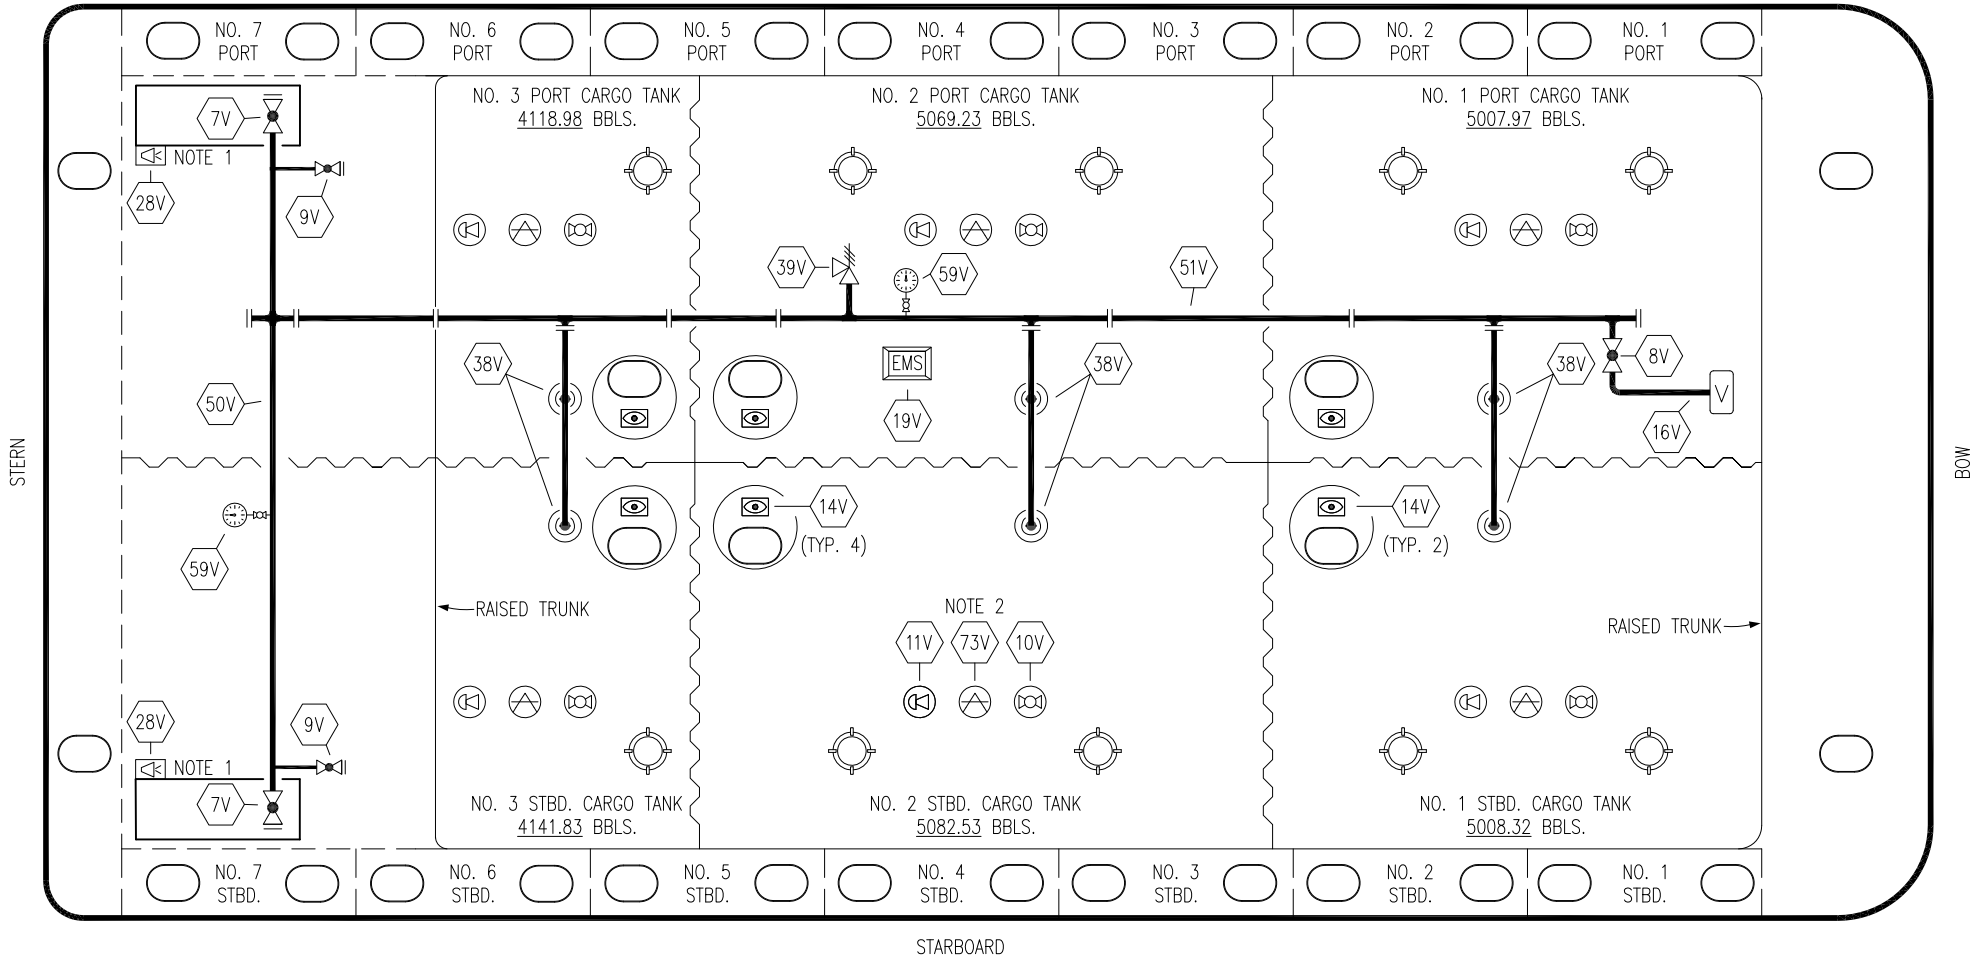 NO. 7 PORT
NO. 6 PORT
NO. 5 PORT
NO. 4 PORT
NO. 3 PORT
NO. 2 PORT
NO. 1 PORT
NO. 3 PORT CARGO TANK
4118.98 BBLS.
NO. 2 PORT CARGO TANK
5069.23 BBLS.
NO. 1 PORT CARGO TANK
5007.97 BBLS.
7V
NOTE 1
28V
9V
39V
59V
51V
38V
EMS
38V
38V
8V
50V
19V
16V
V
STERN
BOW
59V
14V
(TYP. 4)
14V
(TYP. 2)
RAISED TRUNK
NOTE 2
RAISED TRUNK
11V
73V
10V
28V
9V
NOTE 1
7V
NO. 3 STBD. CARGO TANK
4141.83 BBLS.
NO. 2 STBD. CARGO TANK
5082.53 BBLS.
NO. 1 STBD. CARGO TANK
5008.32 BBLS.
NO. 7 STBD.
NO. 6 STBD.
NO. 5 STBD.
NO. 4 STBD.
NO. 3 STBD.
NO. 2 STBD.
NO. 1 STBD.
STARBOARD